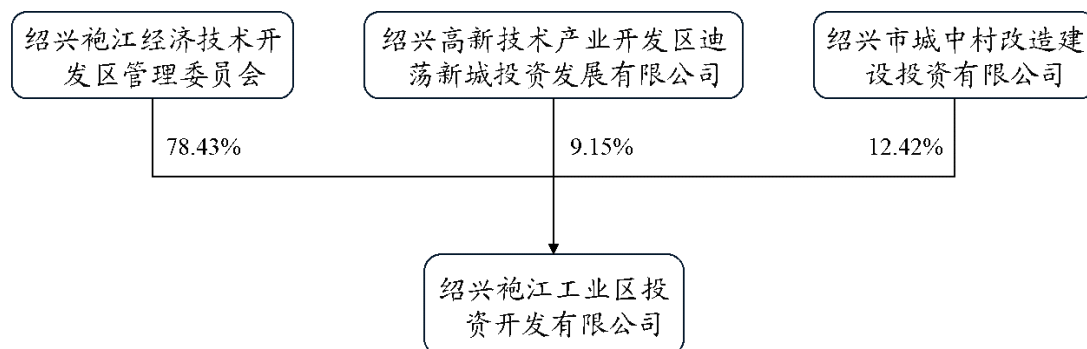 绍兴袍江经济技术开
发区管理委员会
绍兴高新技术产业开发区迪
荡新城投资发展有限公司
绍兴市城中村改造建
设投资有限公司
78.43%
9.15%
12.42%
绍兴袍江工业区投
资开发有限公司